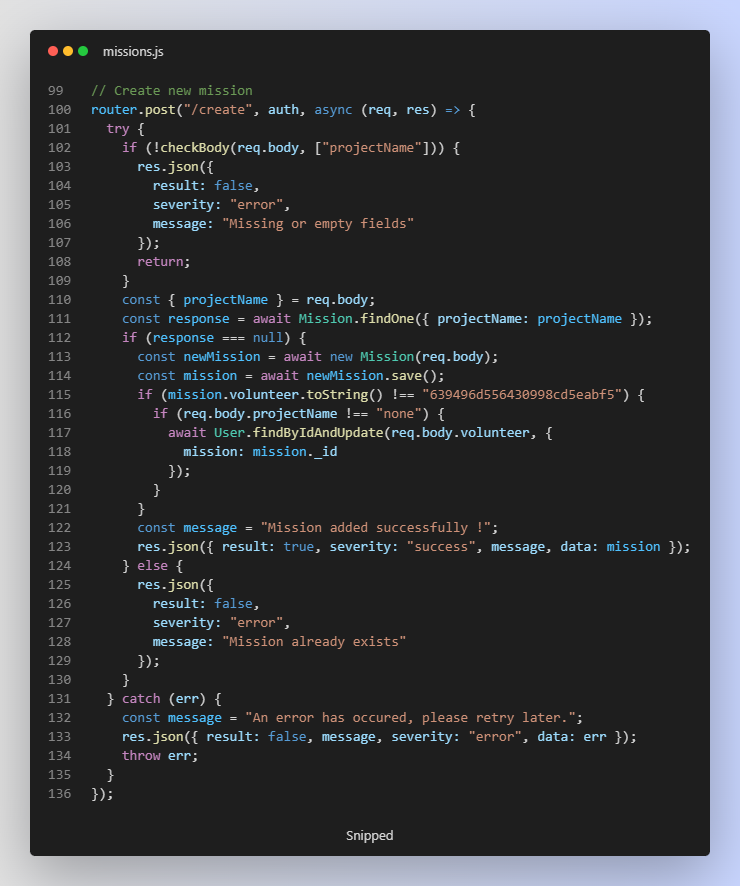 missions.js
99 // Create new mission
100 router.post("/create", auth, async (req, res) => {
101   try {
102     if (!checkBody(req.body, ["projectName"])) {
103       res.json({
104         result: false,
105         severity: "error",
106         message: "Missing or empty fields"
107       });
108       return;
109     }
110     const { projectName } = req.body;
111     const response = await Mission.findOne({ projectName: projectName });
112     if (response === null) {
113       const newMission = await new Mission(req.body);
114       const mission = await newMission.save();
115       if (mission.volunteer.toString() !== "639496d556430998cd5eabf5") {
116         if (req.body.projectName !== "none") {
117           await User.findByIdAndUpdate(req.body.volunteer, {
118             mission: mission._id
119           });
120         }
121       }
122       const message = "Mission added successfully !";
123       res.json({ result: true, severity: "success", message, data: mission });
124     } else {
125       res.json({
126         result: false,
127         severity: "error",
128         message: "Mission already exists"
129       });
130     }
131   } catch (err) {
132     const message = "An error has occured, please retry later.";
133     res.json({ result: false, message, severity: "error", data: err });
134     throw err;
135   }
136 });
Snipped